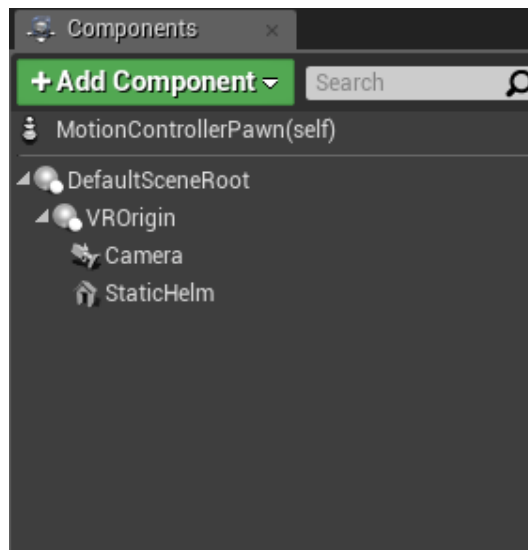 Components
+ Add Component
Search
MotionControllerPawn(self)
DefaultSceneRoot
VROrigin
Camera
StaticHelm